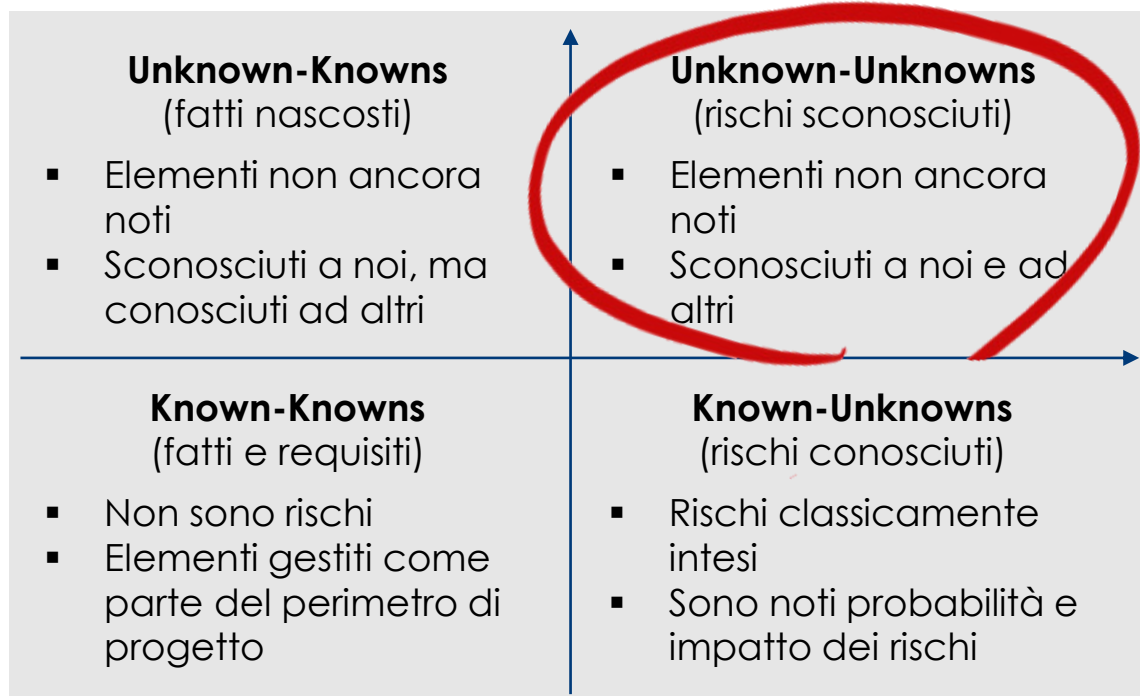 Unknown-Knowns
(fatti nascosti)
▪ Elementi non ancora
noti
▪ Sconosciuti a noi, ma
conosciuti ad altri
Unknown-Unknowns
(rischi sconosciuti)
▪ Elementi non ancora
noti
▪ Sconosciuti a noi e ad
altri
Known-Knowns
(fatti e requisiti)
▪ Non sono rischi
▪ Elementi gestiti come
parte del perimetro di
progetto
Known-Unknowns
(rischi conosciuti)
▪ Rischi classicamente
intesi
▪ Sono noti probabilità e
impatto dei rischi